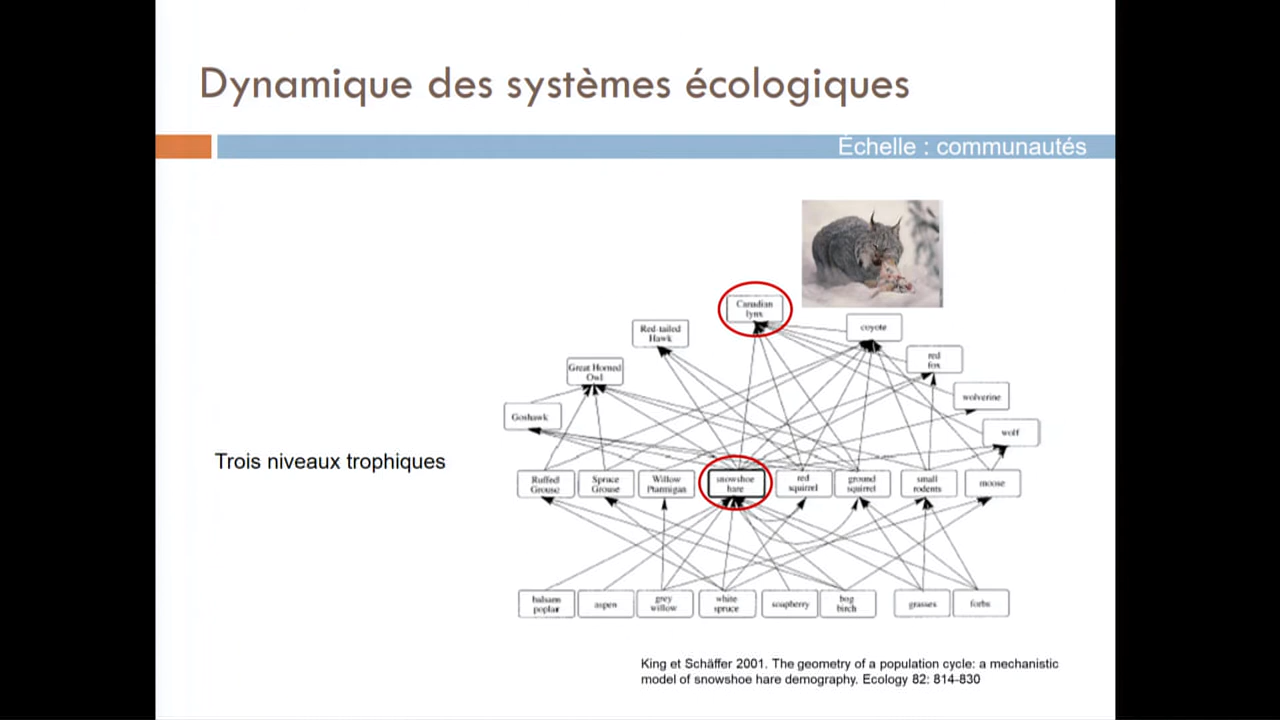 Dynamique des systèmes écologiques
Échelle : communautés
Canadian
lynx
Red-tailed
Hawk
coyote
Great Horned
Owl
red
fox
wolverine
Goshawk
wolf
Trois niveaux trophiques
Ruffed
Grouse
Spruce
Grouse
Willow
Ptarmigan
snowshoe
hare
red
squirrel
ground
squirrel
small
rodents
moose
balsam
poplar
aspen
grey
willow
white
spruce
soapberry
bog
birch
grasses
forbs
King et Schäffer 2001. The geometry of a population cycle: a mechanistic
model of snowshoe hare demography. Ecology 82: 814-830